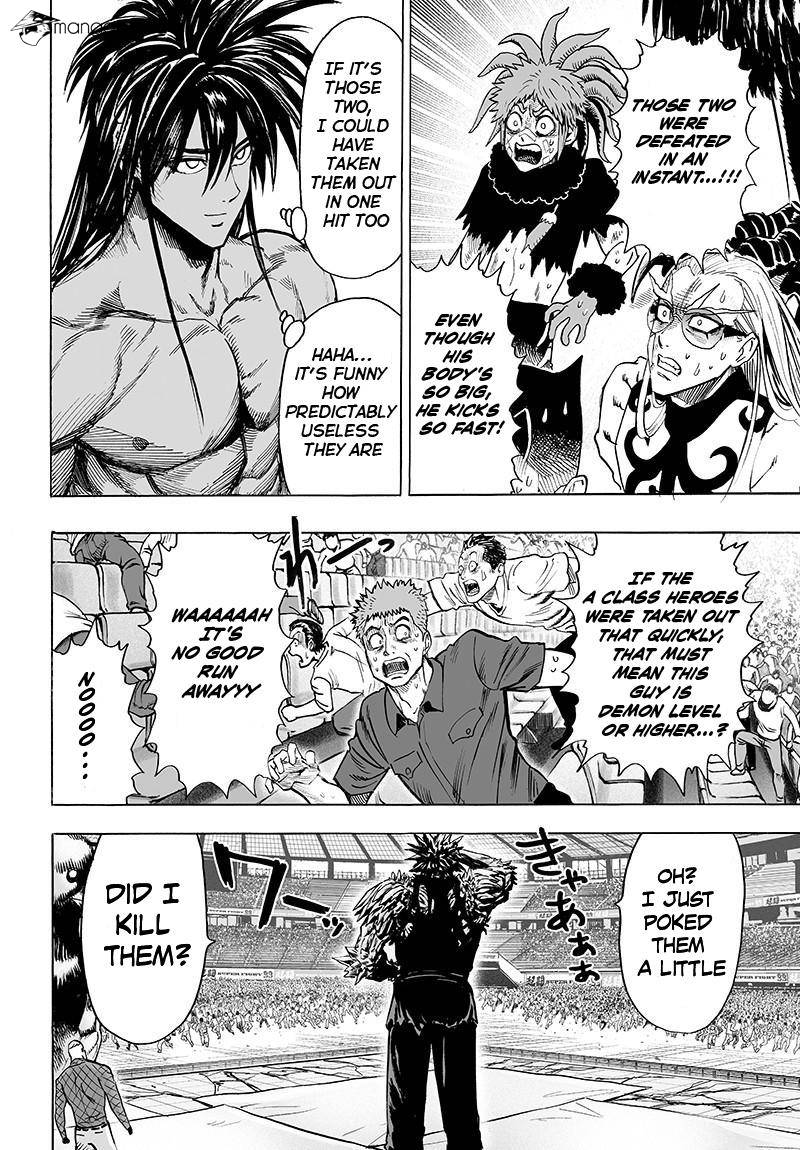 THOSE TWO
WERE
DEFEATED
IN AN
INSTANT...!!!
EVEN
THOUGH
HIS
BODY'S
SO BIG,
HE KICKS
SO FAST!
IF IT'S
THOSE
TWO,
I COULD
HAVE
TAKEN
THEM OUT
IN ONE
HIT TOO
HAHA...
IT'S FUNNY
HOW
PREDICTABLY
USELESS
THEY ARE
IF THE
A CLASS HEROES
WERE TAKEN OUT
THAT QUICKLY,
THAT MUST
MEAN THIS
GUY IS
DEMON LEVEL
OR HIGHER...?
わーっ
WAAAAAAH
IT'S
NO GOOD
RUN
AWAYYY
NOOOO...
OH?
I JUST
POKED
THEM
A LITTLE
きゃあぁぁ
ワーッ
DID I
KILL
THEM?
SUPER FIGHT